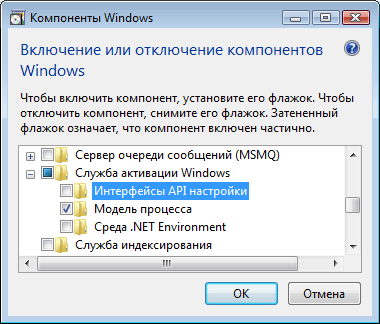 Компоненты Windows
Включение или отключение компонентов
Windows
Чтобы включить компонент, установите его флажок. Чтобы
отключить компонент, снимите его флажок. Затененный
флажок означает, что компонент включен частично.
Сервер очереди сообщений (MSMQ)
Служба активации Windows
Интерфейсы API настройки
Модель процесса
Среда .NET Environment
Служба индексирования
ОК
Отмена